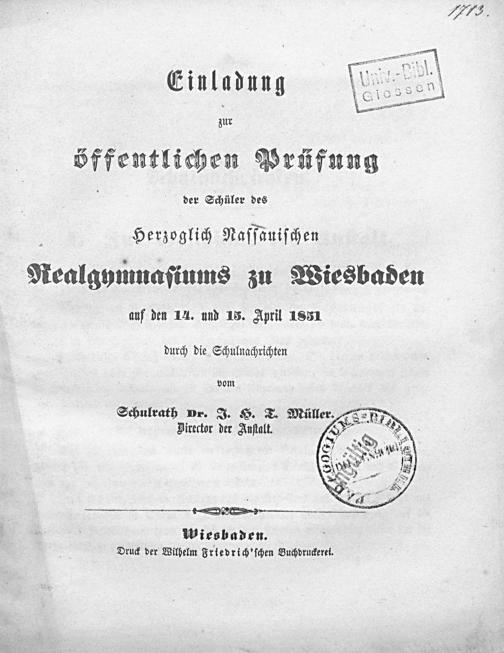 1713.
Univ.-Bibl.
Giessen
Einladung
zur
öffentlichen Prüfung
der Schüler des
Herzoglich Nassauischen
Realgymnasiums zu Wiesbaden
auf den 14. und 15. April 1851
durch die Schulnachrichten
vom
Schulrath Dr. J. H. T. Müller.
Director der Anstalt.
ungültig
Wiesbaden.
Druck der Wilhelm Friedrich'schen Buchdruckerei.